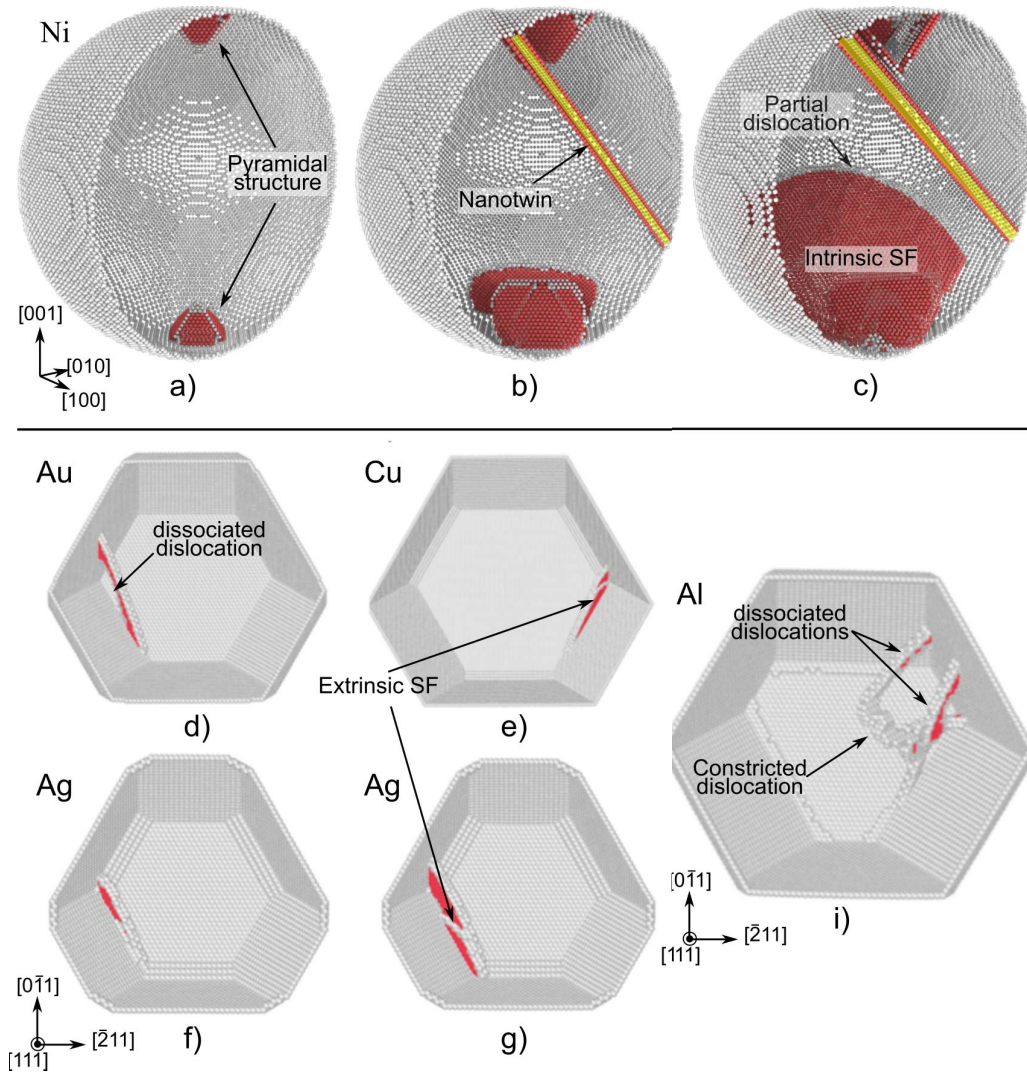 Ni
Pyramidal
structure
Nanotwin
Partial
dislocation
Intrinsic SF
[001]
[010]
[100]
a)
b)
c)
Au
dissociated
dislocation
Cu
Extrinsic SF
d)
e)
Al
dissociated
dislocations
Constricted
dislocation
Ag
Ag
[01̄1]
[111]
[2̄11]
f)
g)
[01̄1]
[111]
[2̄11]
i)